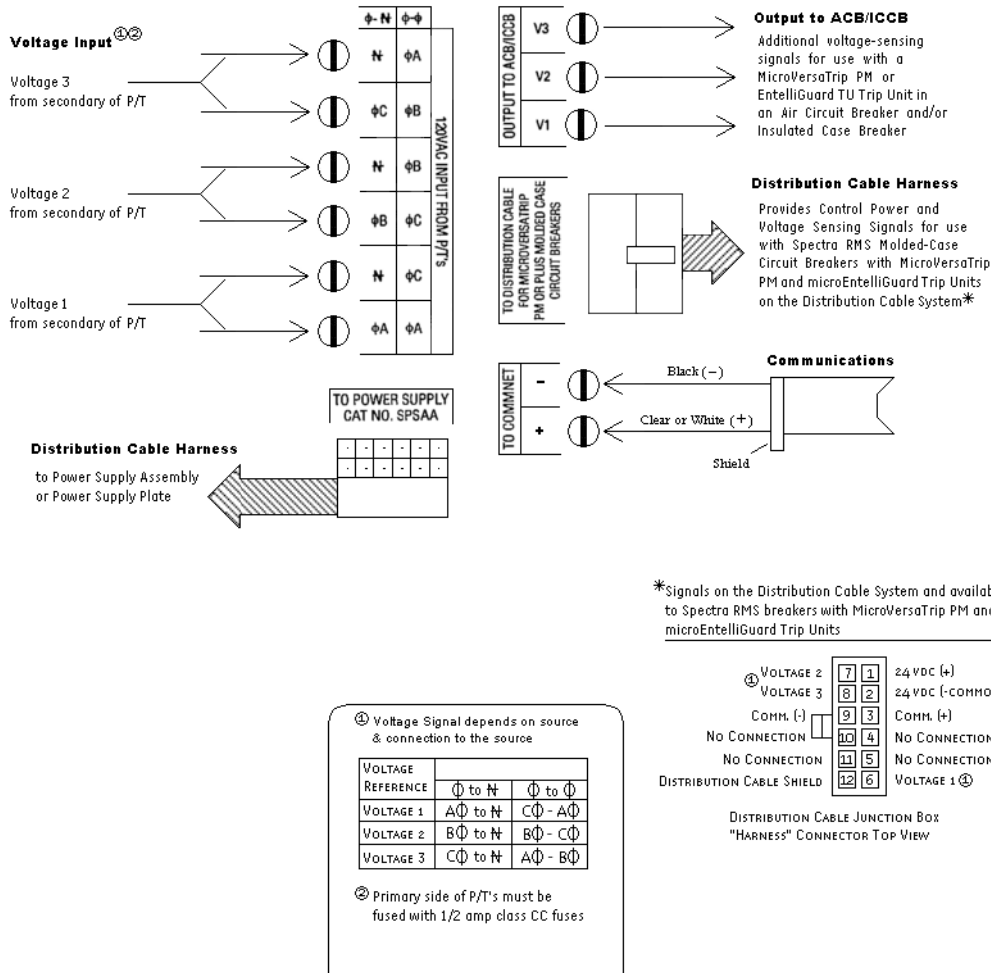 Voltage Input ①②
Voltage 3
from secondary of P/T
Voltage 2
from secondary of P/T
Voltage 1
from secondary of P/T
ϕ-N ϕ-ϕ
N ϕA
ϕC ϕB
N ϕB
ϕB ϕC
N ϕC
ϕA ϕA
120VAC INPUT FROM P/T's
OUTPUT TO ACB/ICCB
V3
V2
V1
Output to ACB/ICCB
Additional voltage-sensing
signals for use with a
MicroVersaTrip PM or
EntelliGuard TU Trip Unit in
an Air Circuit Breaker and/or
Insulated Case Breaker
TO DISTRIBUTION CABLE
FOR MICROVERSATRIP
PM OR PLUS MOLDED CASE
CIRCUIT BREAKERS
Distribution Cable Harness
Provides Control Power and
Voltage Sensing Signals for use
with Spectra RMS Molded-Case
Circuit Breakers with MicroVersaTrip
PM and microEntelliGuard Trip Units
on the Distribution Cable System*
TO COMMNET
-
+
Black (-)
Clear or White (+)
Shield
Communications
TO POWER SUPPLY
CAT NO. SPSAA
Distribution Cable Harness
to Power Supply Assembly
or Power Supply Plate
*Signals on the Distribution Cable System and availab
to Spectra RMS breakers with MicroVersaTrip PM and
microEntelliGuard Trip Units
① VOLTAGE 2 7 1 24 VDC (+)
VOLTAGE 3 8 2 24 VDC (-COMMO
COMM. (-) 9 3 COMM. (+)
NO CONNECTION 10 4 NO CONNECTION
NO CONNECTION 11 5 NO CONNECTION
DISTRIBUTION CABLE SHIELD 12 6 VOLTAGE 1 ①
DISTRIBUTION CABLE JUNCTION BOX
"HARNESS" CONNECTOR TOP VIEW
① Voltage Signal depends on source
& connection to the source
VOLTAGE
REFERENCE Φ to N Φ to Φ
VOLTAGE 1 AΦ to N CΦ - AΦ
VOLTAGE 2 BΦ to N BΦ - CΦ
VOLTAGE 3 CΦ to N AΦ - BΦ
② Primary side of P/T's must be
fused with 1/2 amp class CC fuses